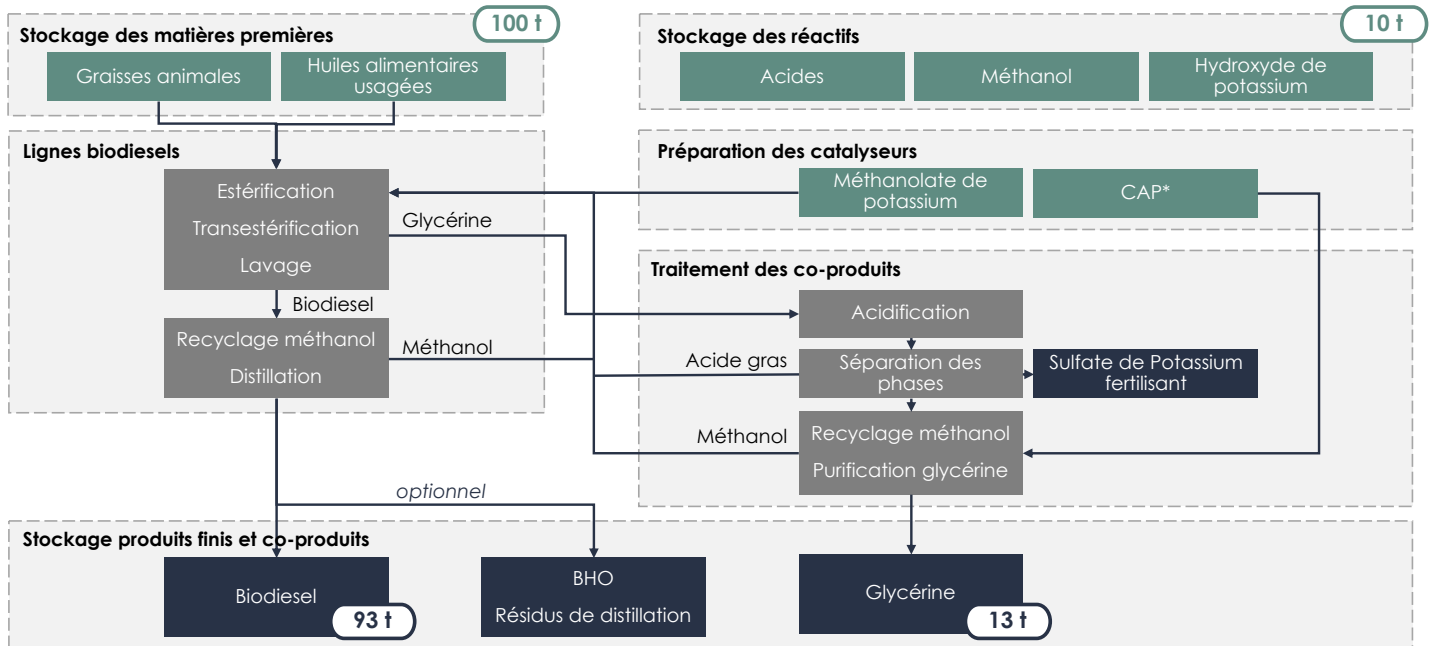 100 t
Stockage des matières premières
Graisses animales
Huiles alimentaires
usagées
10 t
Stockage des réactifs
Acides
Méthanol
Hydroxyde de
potassium
Lignes biodiesels
Estérification
Transestérification
Lavage
Glycérine
Biodiesel
Recyclage méthanol
Distillation
Méthanol
Préparation des catalyseurs
Méthanolate de
potassium
CAP*
Traitement des co-produits
Acidification
Acide gras
Séparation des
phases
Sulfate de Potassium
fertilisant
Méthanol
Recyclage méthanol
Purification glycérine
optionnel
Stockage produits finis et co-produits
Biodiesel
93 t
BHO
Résidus de distillation
Glycérine
13 t